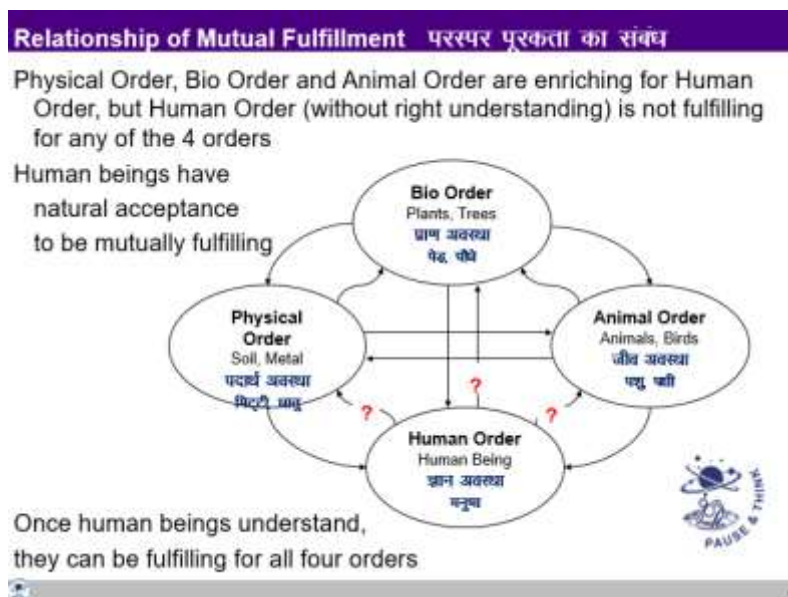 Relationship of Mutual Fulfillment परस्पर पूरकता का संबंध
Physical Order, Bio Order and Animal Order are enriching for Human
Order, but Human Order (without right understanding) is not fulfilling
for any of the 4 orders
Human beings have
natural acceptance
to be mutually fulfilling
Bio Order
Plants, Trees
प्राण अवस्था
पेड़, पौधे
Physical
Order
Soil, Metal
पदार्थ अवस्था
मिट्टी, धातु
Animal Order
Animals, Birds
जीव अवस्था
पशु, पक्षी
?
?
?
Human Order
Human Being
ज्ञान अवस्था
मनुष्य
Once human beings understand,
they can be fulfilling for all four orders
PAUSE & THINK